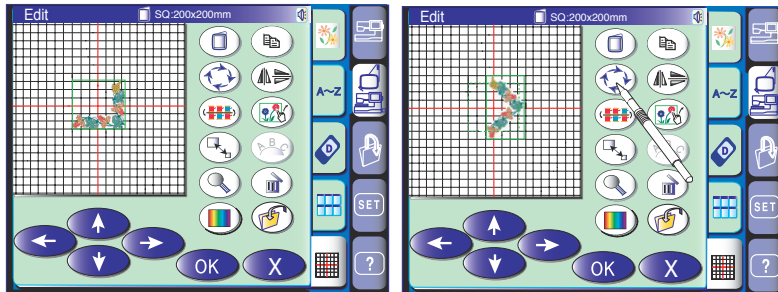 Edit SQ:200x200mm
A~Z
A B C
D
SET
OK X ?
Edit SQ:200x200mm
A~Z
D
SET
OK X ?